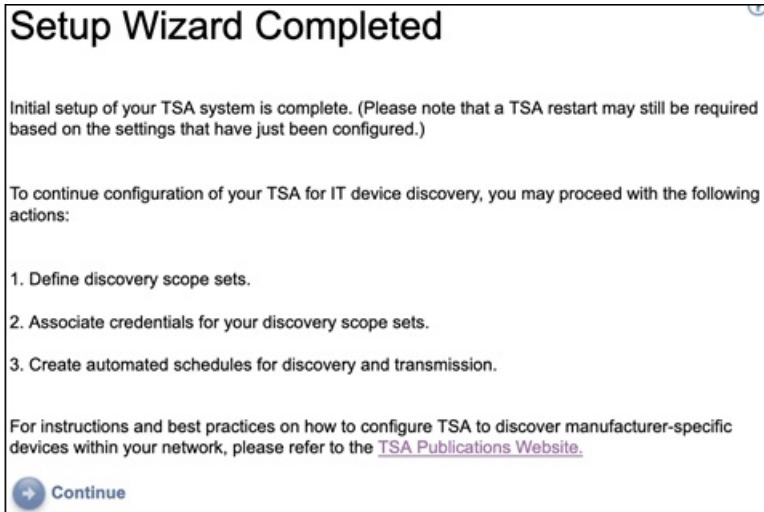 Setup Wizard Completed
Initial setup of your TSA system is complete. (Please note that a TSA restart may still be required
based on the settings that have just been configured.)
To continue configuration of your TSA for IT device discovery, you may proceed with the following
actions:
1. Define discovery scope sets.
2. Associate credentials for your discovery scope sets.
3. Create automated schedules for discovery and transmission.
For instructions and best practices on how to configure TSA to discover manufacturer-specific
devices within your network, please refer to the TSA Publications Website.
Continue